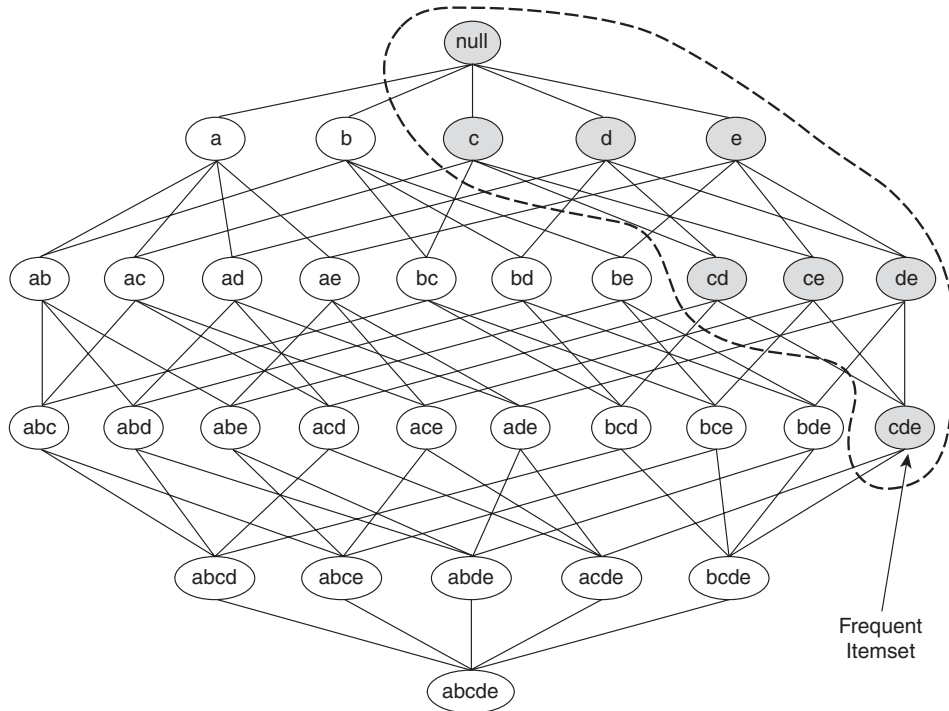 null
a b c d e
ab ac ad ae bc bd be cd ce de
abc abd abe acd ace ade bcd bce bde cde
abcd abce abde acde bcde
Frequent
Itemset
abcde